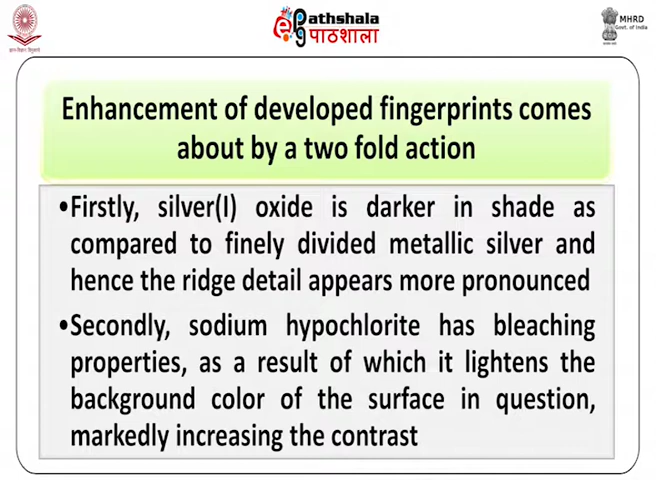 Pathshala
पाठशाला
MHRD
Govt. of India
Enhancement of developed fingerprints comes
about by a two fold action
•Firstly, silver(I) oxide is darker in shade as
compared to finely divided metallic silver and
hence the ridge detail appears more pronounced
•Secondly, sodium hypochlorite has bleaching
properties, as a result of which it lightens the
background color of the surface in question,
markedly increasing the contrast